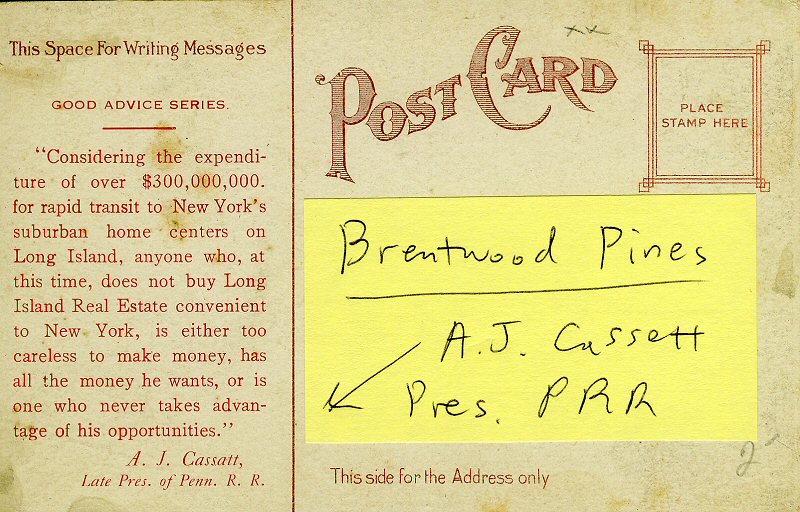 This Space For Writing Messages
GOOD ADVICE SERIES.
"Considering the expendi-
ture of over $300,000,000.
for rapid transit to New York's
suburban home centers on
Long Island, anyone who, at
this time, does not buy Long
Island Real Estate convenient
to New York, is either too
careless to make money, has
all the money he wants, or is
one who never takes advan-
tage of his opportunities."
A. J. Cassatt,
Late Pres. of Penn. R. R.
POST CARD
xx
PLACE
STAMP HERE
Brentwood Pines
A.J. Cassett
Pres. PRR
This side for the Address only
2